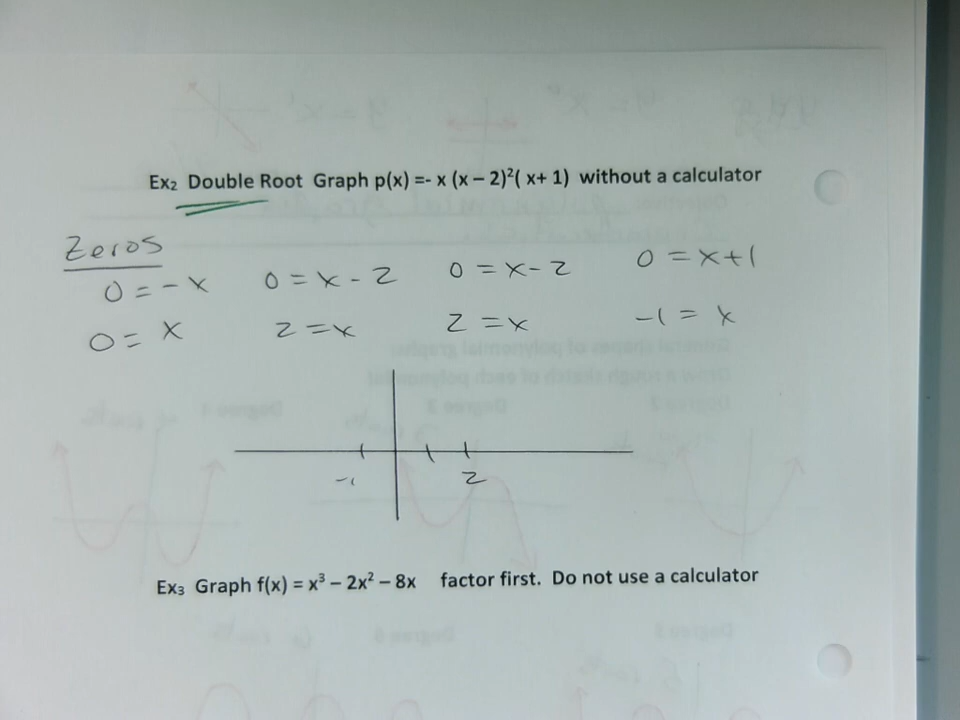 Ex₂ Double Root Graph p(x) =- x (x – 2)²( x+ 1) without a calculator
Zeros
0 = - x 0 = x - 2 0 = x - 2 0 = x + 1
0 = x 2 = x 2 = x -1 = x
-1 2
Ex₃ Graph f(x) = x³ – 2x² – 8x factor first. Do not use a calculator